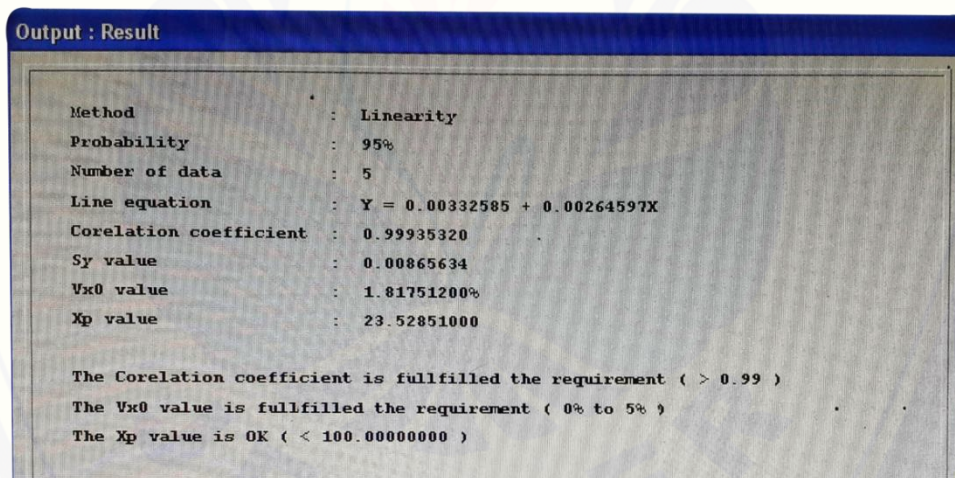 Output : Result
Method : Linearity
Probability : 95%
Number of data : 5
Line equation : Y = 0.00332585 + 0.00264597X
Corelation coefficient : 0.99935320
Sy value : 0.00865634
Vx0 value : 1.81751200%
Xp value : 23.52851000
The Corelation coefficient is fullfilled the requirement ( > 0.99 )
The Vx0 value is fullfilled the requirement ( 0% to 5% )
The Xp value is OK ( < 100.00000000 )